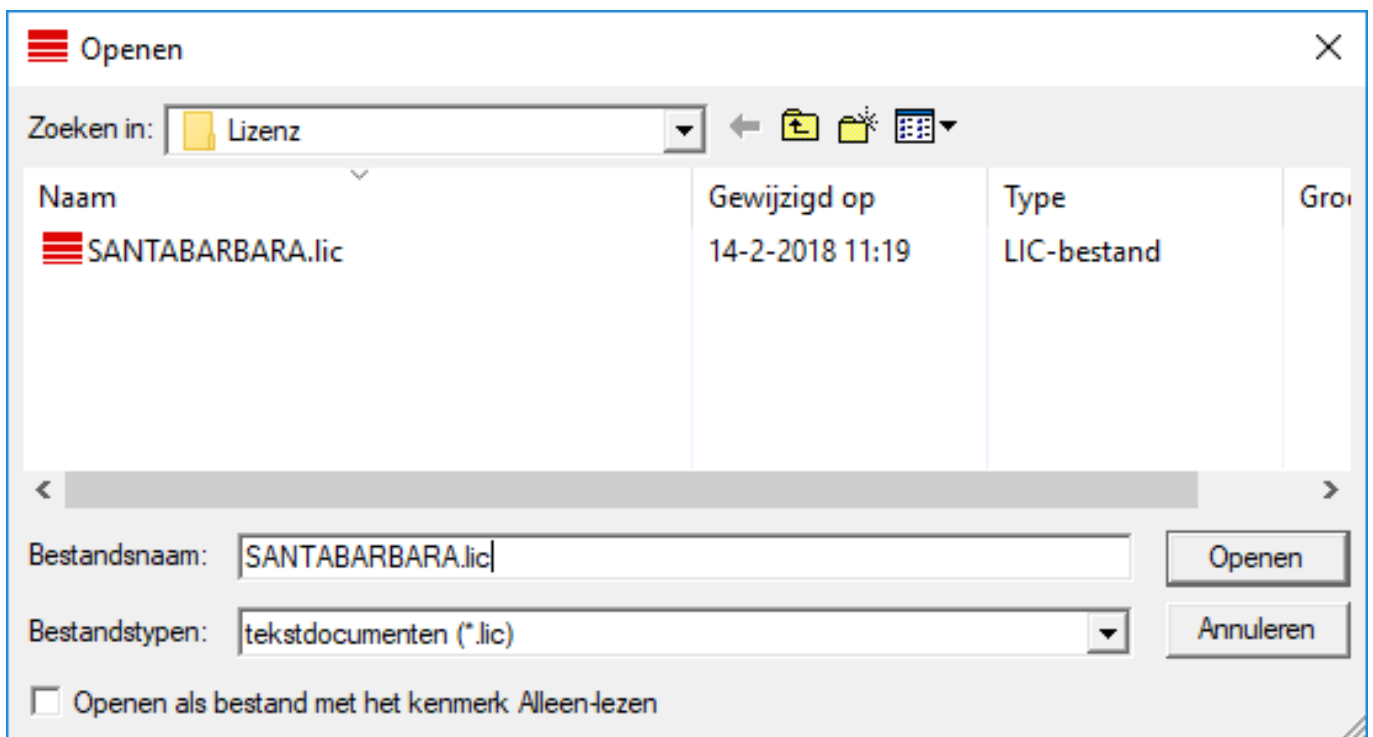 Openen
Zoeken in: Lizenz
Naam Gewijzigd op Type Groo
SANTABARBARA.lic 14-2-2018 11:19 LIC-bestand
Bestandsnaam: SANTABARBARA.lic Openen
Bestandstypen: tekstdocumenten (*.lic) Annuleren
Openen als bestand met het kenmerk Alleen-lezen